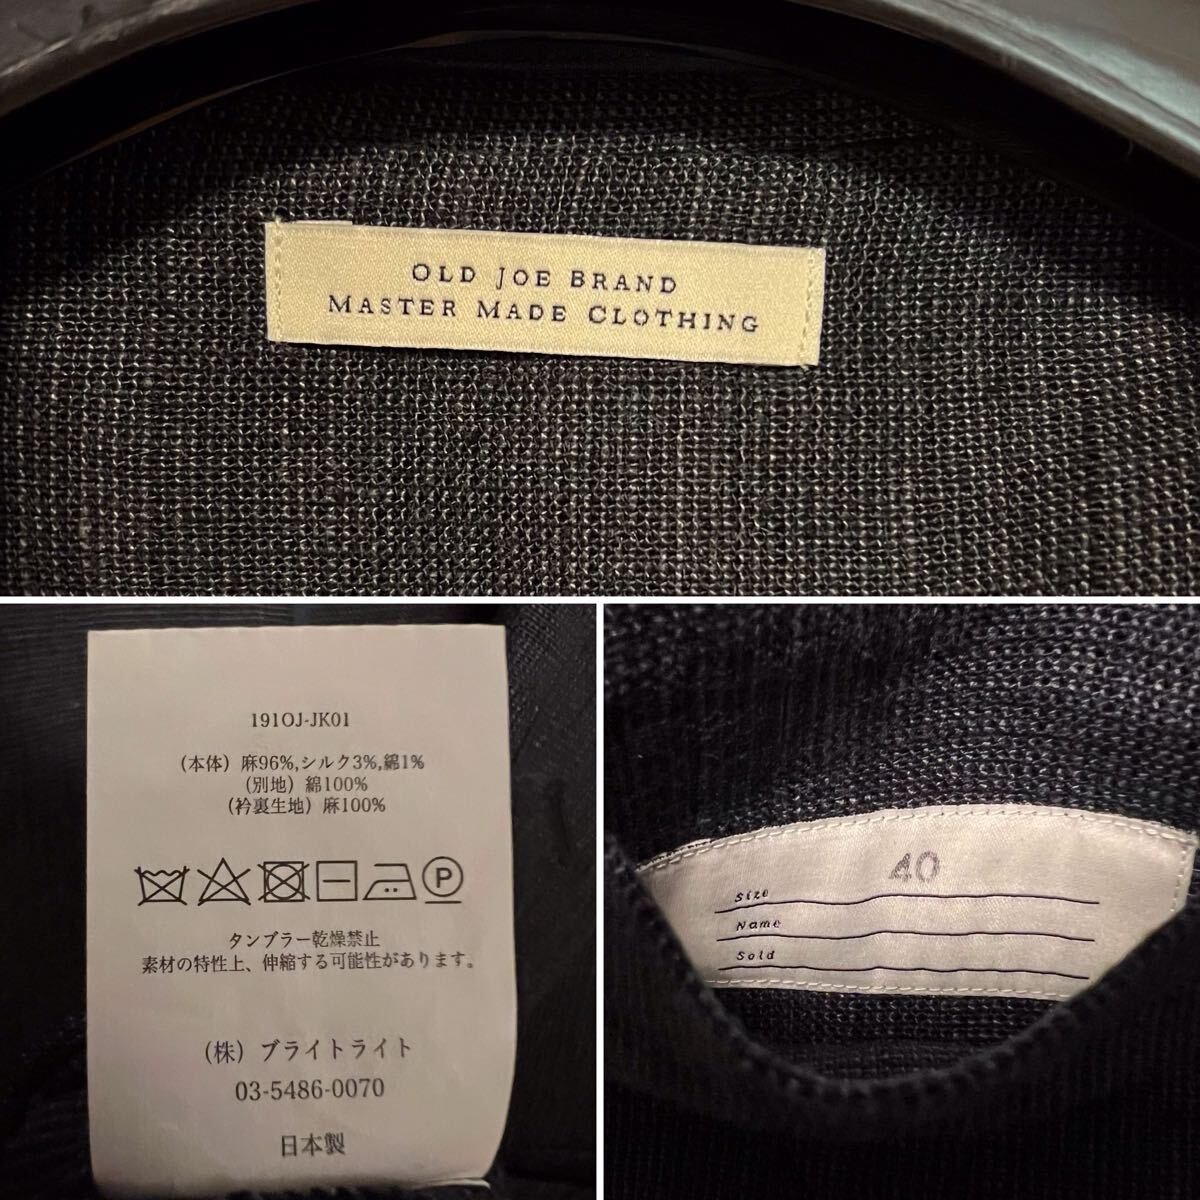 OLD JOE BRAND
MASTER MADE CLOTHING
191OJ-JK01
(本体) 麻96%,シルク3%,綿1%
(別地) 綿100%
(衿裏生地) 麻100%
P
タンブラー乾燥禁止
素材の特性上、伸縮する可能性があります。
(株) ブライトライト
03-5486-0070
日本製
Size 40
Name
Sold